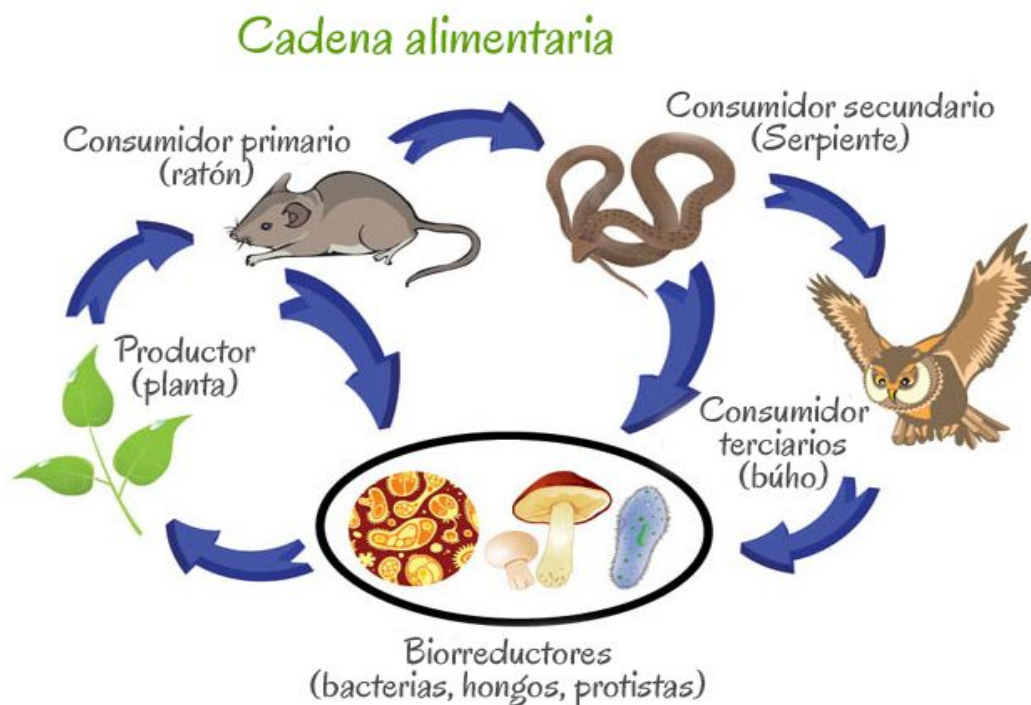 Cadena alimentaria
Consumidor primario
(ratón)
Consumidor secundario
(Serpiente)
Productor
(planta)
Consumidor
terciarios
(búho)
Biorreductores
(bacterias, hongos, protistas)